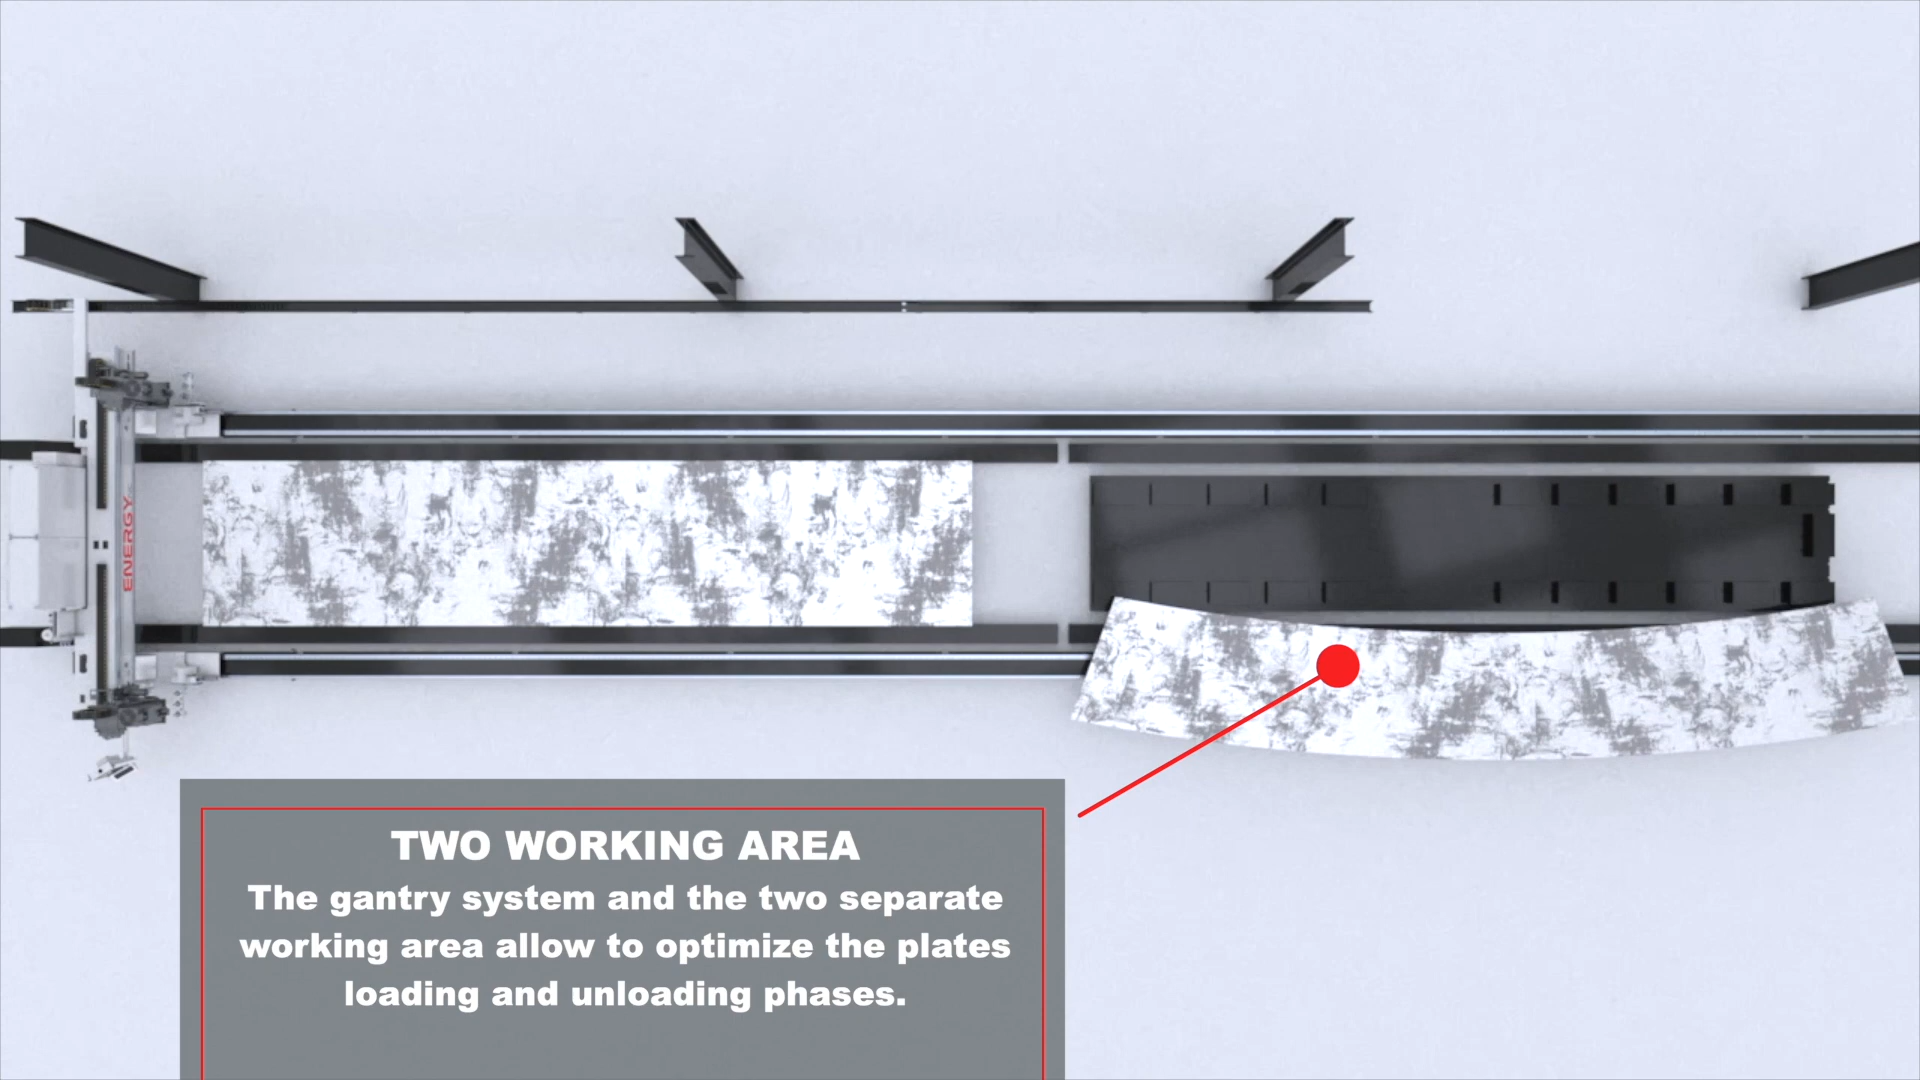 ENERGY
TWO WORKING AREA
The gantry system and the two separate
working area allow to optimize the plates
loading and unloading phases.